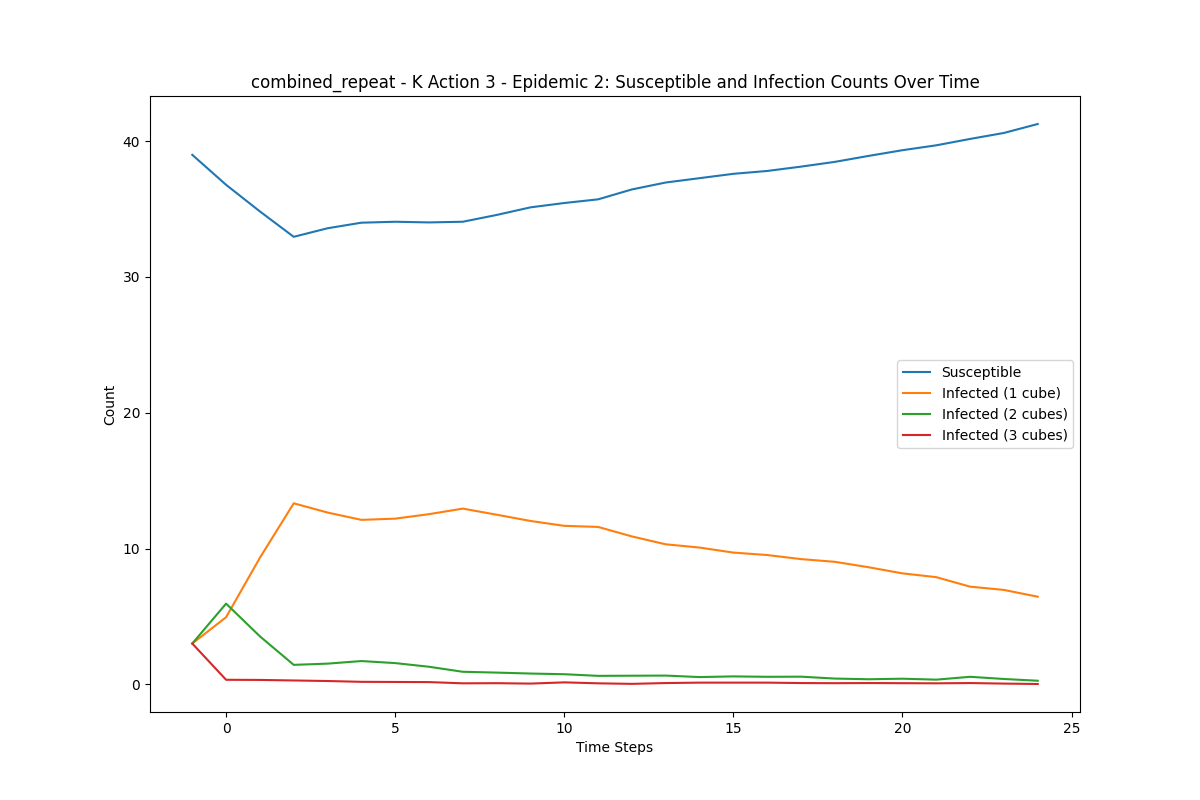 combined_repeat - K Action 3 - Epidemic 2: Susceptible and Infection Counts Over Time
40
30
20
10
0
Count
Susceptible
Infected (1 cube)
Infected (2 cubes)
Infected (3 cubes)
0 5 10 15 20 25
Time Steps